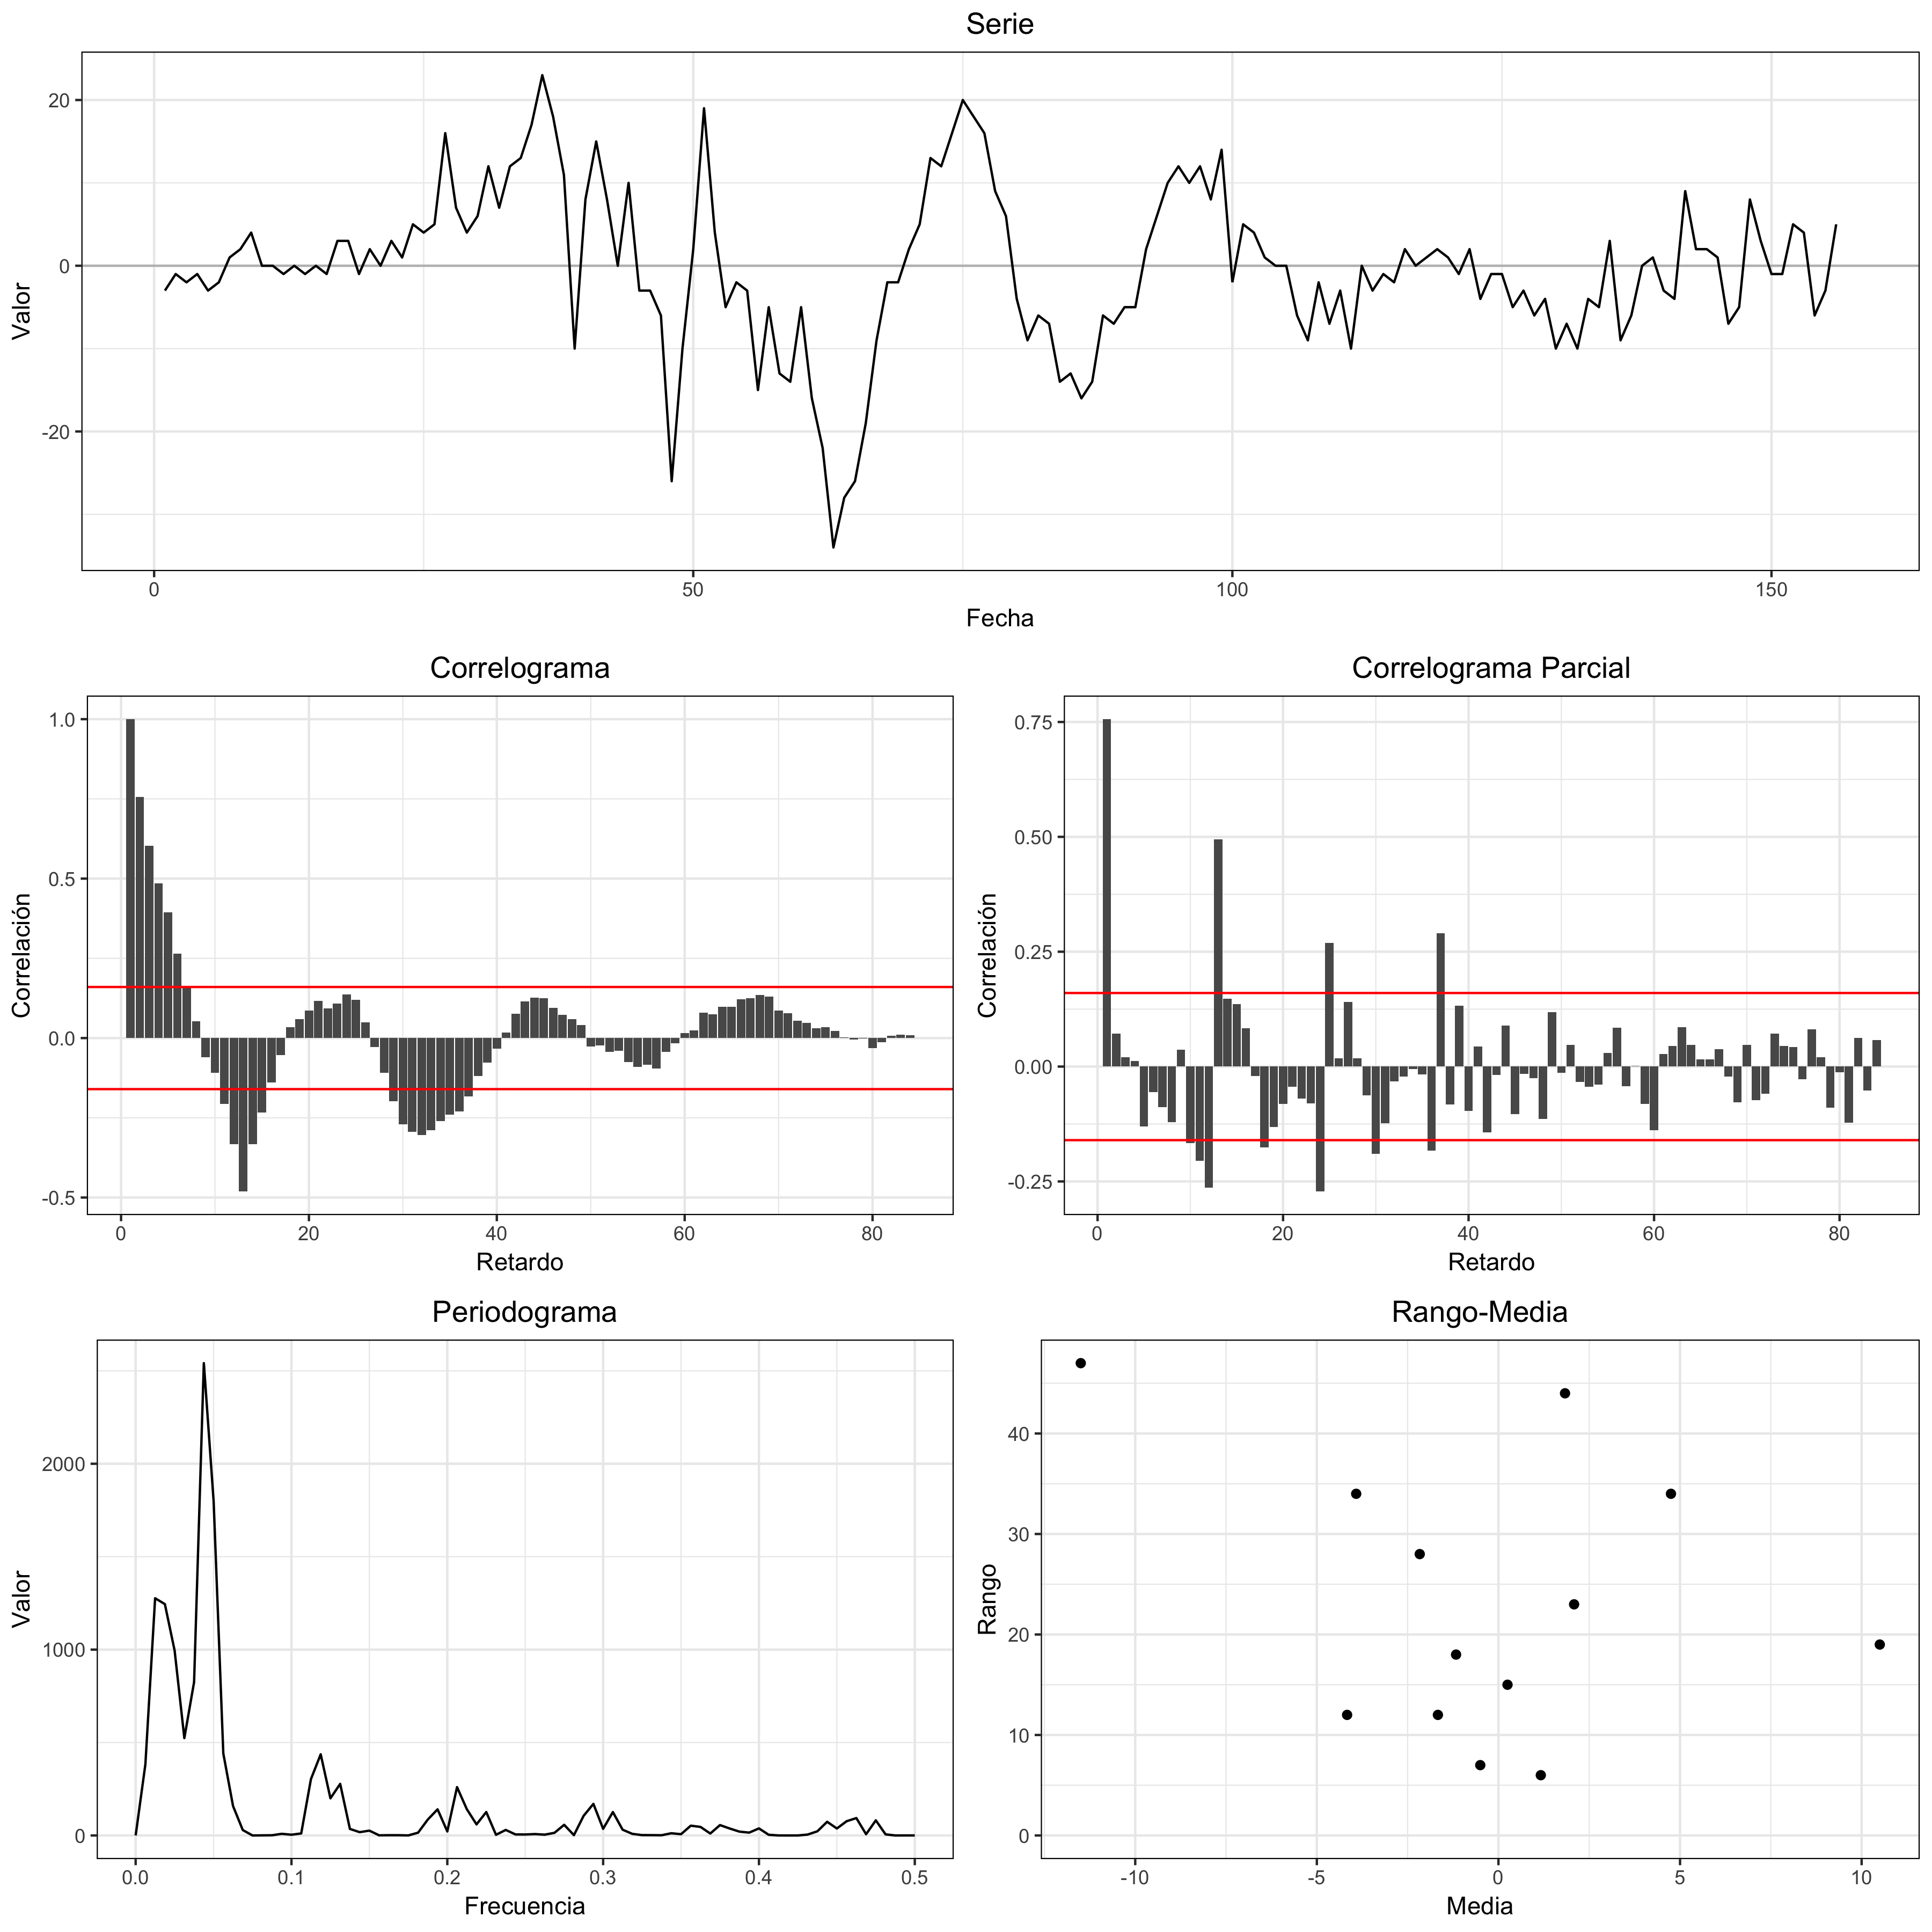 Serie
20
0
-20
Valor
0 50 100 150
Fecha
Correlograma
1.0
0.5
0.0
-0.5
Correlación
0 20 40 60 80
Retardo
Correlograma Parcial
0.75
0.50
0.25
0.00
-0.25
Correlación
0 20 40 60 80
Retardo
Periodograma
2000
1000
0
Valor
0.0 0.1 0.2 0.3 0.4 0.5
Frecuencia
Rango-Media
40
30
20
10
0
Rango
-10 -5 0 5 10
Media